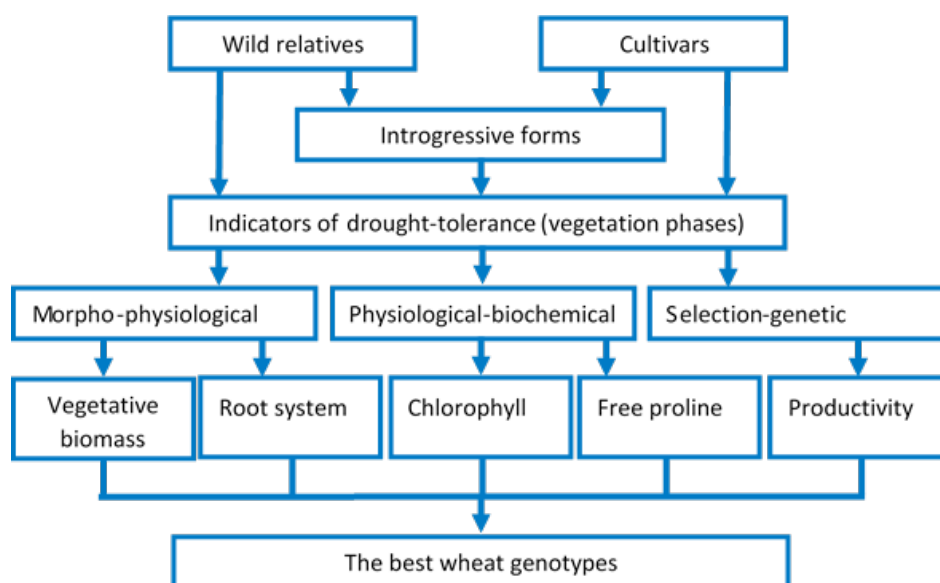 Wild relatives
Cultivars
Introgressive forms
Indicators of drought-tolerance (vegetation phases)
Morpho-physiological
Physiological-biochemical
Selection-genetic
Vegetative
biomass
Root system
Chlorophyll
Free proline
Productivity
The best wheat genotypes